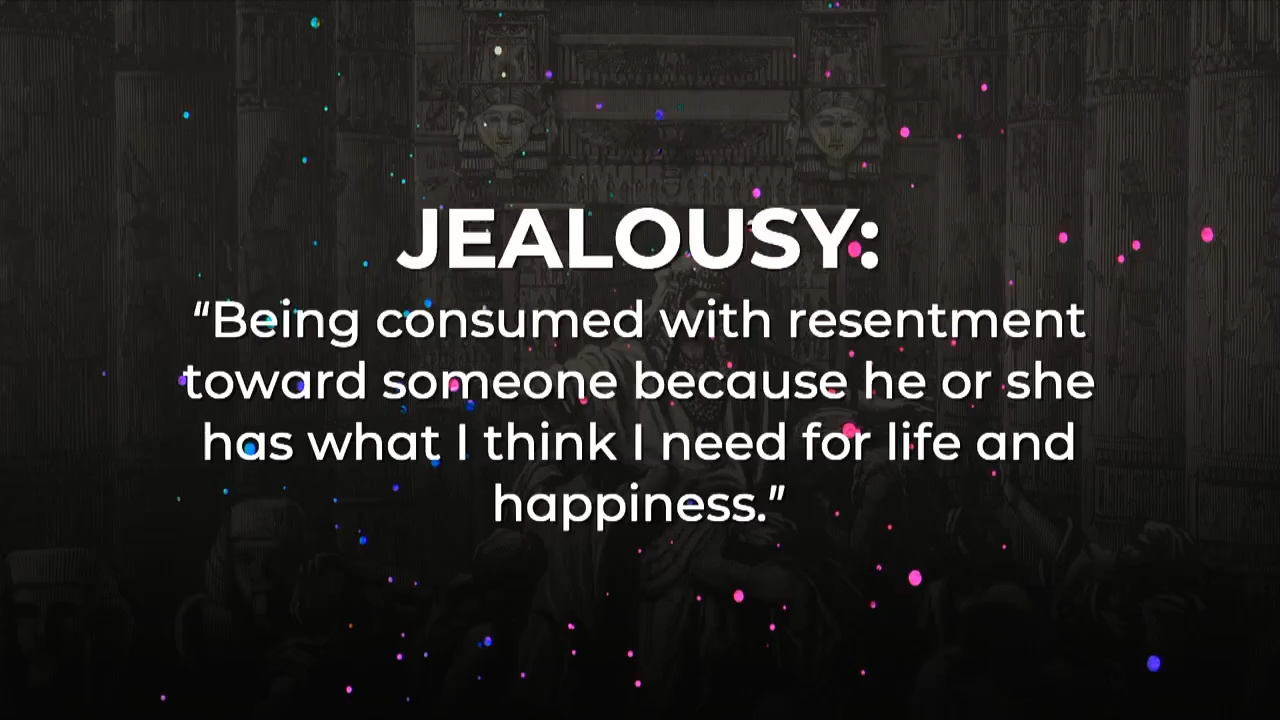 JEALOUSY:
“Being consumed with resentment
toward someone because he or she
has what I think I need for life and
happiness.”